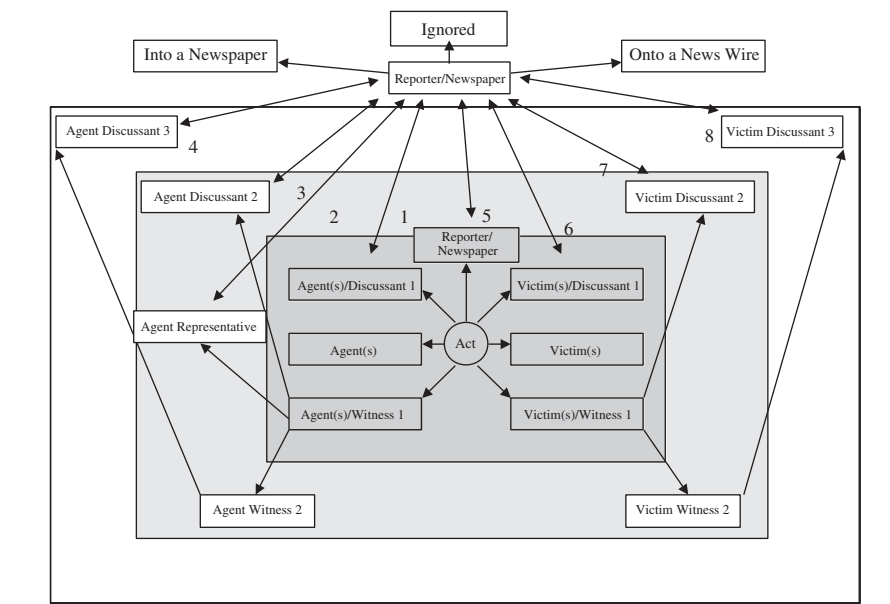 Ignored
Into a Newspaper
Onto a News Wire
Reporter/Newspaper
Agent Discussant 3
4
8
Victim Discussant 3
Agent Discussant 2
3
7
Victim Discussant 2
2
1
5
6
Reporter/
Newspaper
Agent(s)/Discussant 1
Victim(s)/Discussant 1
Agent Representative
Agent(s)
Act
Victim(s)
Agent(s)/Witness 1
Victim(s)/Witness 1
Agent Witness 2
Victim Witness 2